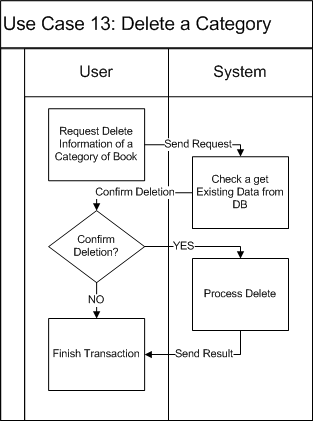 Use Case 13: Delete a Category
User
System
Request Delete
Information of a
Category of Book
Send Request
Check a get
Existing Data from
DB
Confirm Deletion
Confirm
Deletion?
YES
Process Delete
NO
Finish Transaction
Send Result